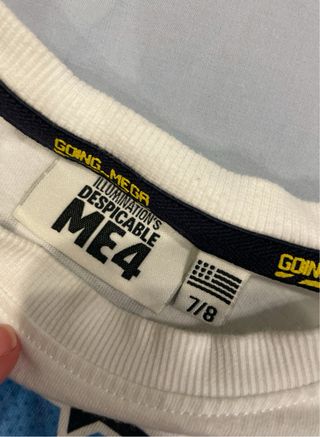 GOING_MEGA
ILLUMINATION'S
DESPICABLE
ME4
7/8
GOING